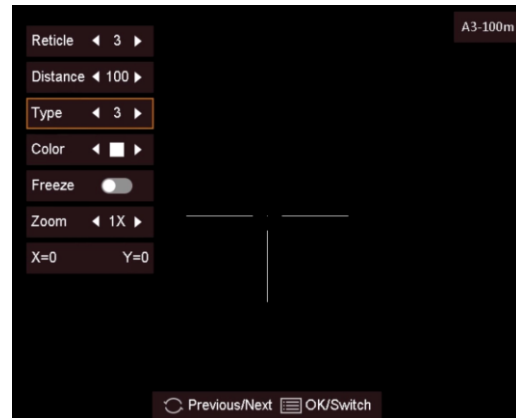 A3-100m
Reticle 3
Distance 100
Type 3
Color
Freeze
Zoom 1X
X=0 Y=0
Previous/Next OK/Switch